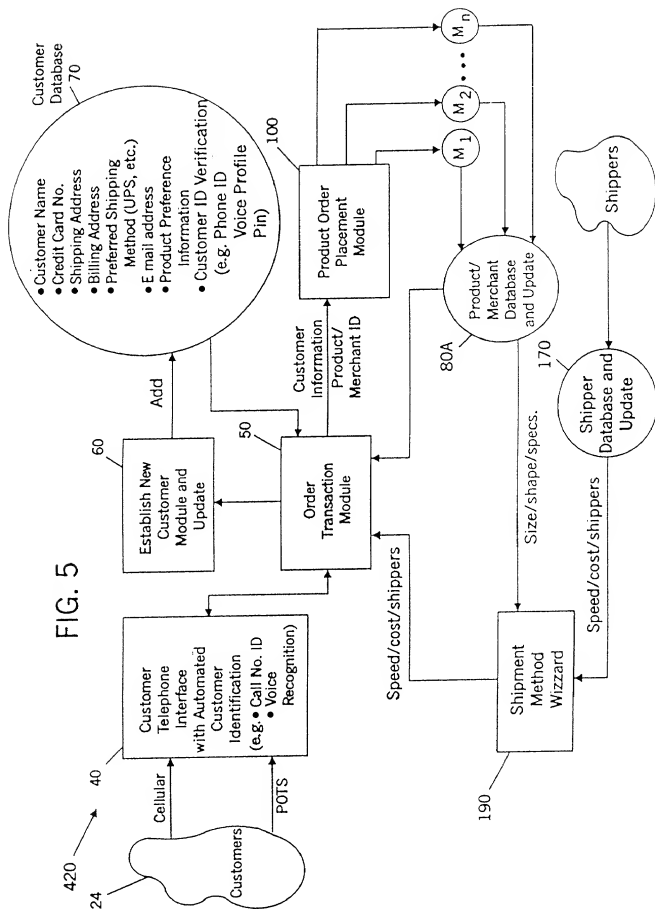 FIG. 5
420
24
Customers
Cellular
POTS
40
Customer
Telephone
Interface
with Automated
Customer
Identification
(e.g. • Call No. ID
• Voice
Recognition)
60
Establish New
Customer
Module and
Update
Add
Customer
Database
70
• Customer Name
• Credit Card No.
• Shipping Address
• Billing Address
• Preferred Shipping
Method (UPS, etc.)
• E mail address
• Product Preference
Information
• Customer ID Verification
(e.g. Phone ID
Voice Profile
Pin)
50
Order
Transaction
Module
Customer
Information
Product/
Merchant ID
100
Product Order
Placement
Module
M 1
M 2
M n
Product/
Merchant
Database
and Update
80A
Speed/cost/shippers
Size/shape/specs.
190
Shipment
Method
Wizzard
Speed/cost/shippers
170
Shipper
Database and
Update
Shippers